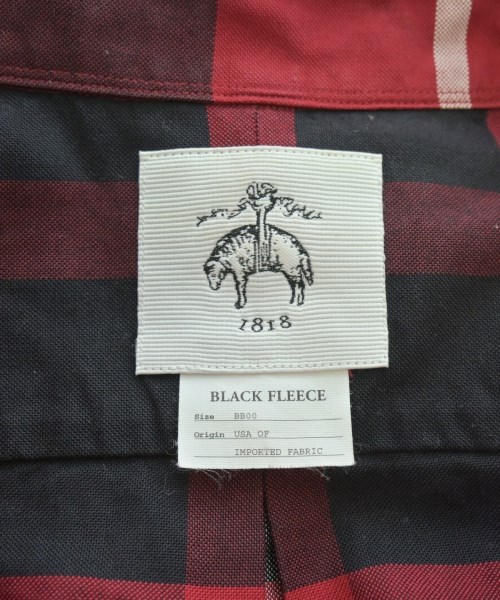 1818
BLACK FLEECE
Size BB00
Origin USA OF
IMPORTED FABRIC